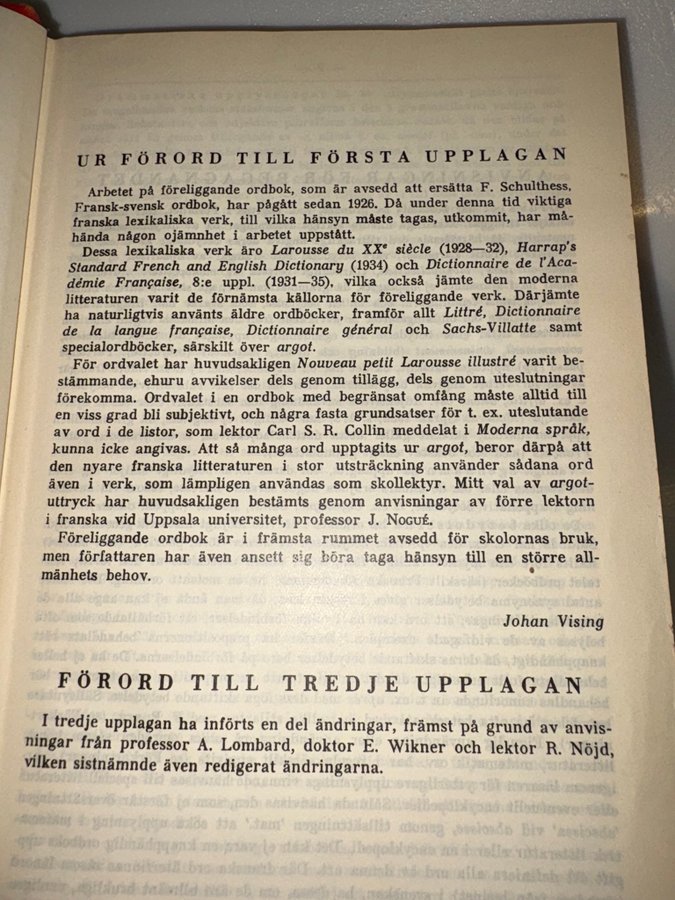 UR FÖRORD TILL FÖRSTA UPPLAGAN
Arbetet på föreliggande ordbok, som är avsedd att ersätta F. Schulthess,
Fransk-svensk ordbok, har pågått sedan 1926. Då under denna tid viktiga
franska lexikaliska verk, till vilka hänsyn måste tagas, utkommit, har må-
hända någon ojämnhet i arbetet uppstått.
Dessa lexikaliska verk äro Larousse du XXe siècle (1928—32), Harrap's
Standard French and English Dictionary (1934) och Dictionnaire de l'Aca-
démie Française, 8:e uppl. (1931—35), vilka också jämte den moderna
litteraturen varit de förnämsta källorna för föreliggande verk. Därjämte
ha naturligtvis använts äldre ordböcker, framför allt Littré, Dictionnaire
de la langue française, Dictionnaire général och Sachs-Villatte samt
specialordböcker, särskilt över argot.
För ordvalet har huvudsakligen Nouveau petit Larousse illustré varit be-
stämmande, ehuru avvikelser dels genom tillägg, dels genom uteslutningar
förekomma. Ordvalet i en ordbok med begränsat omfång måste alltid till
en viss grad bli subjektivt, och några fasta grundsatser för t. ex. uteslutande
av ord i de listor, som lektor Carl S. R. Collin meddelat i Moderna språk,
kunna icke angivas. Att så många ord upptagits ur argot, beror därpå att
den nyare franska litteraturen i stor utsträckning använder sådana ord
även i verk, som lämpligen användas som skollektyr. Mitt val av argot-
uttryck har huvudsakligen bestämts genom anvisningar av förre lektorn
i franska vid Uppsala universitet, professor J. Nogué.
Föreliggande ordbok är i främsta rummet avsedd för skolornas bruk,
men författaren har även ansett sig böra taga hänsyn till en större all-
mänhets behov.
Johan Vising
FÖRORD TILL TREDJE UPPLAGAN
I tredje upplagan ha införts en del ändringar, främst på grund av anvis-
ningar från professor A. Lombard, doktor E. Wikner och lektor R. Nöjd,
vilken sistnämnde även redigerat ändringarna.